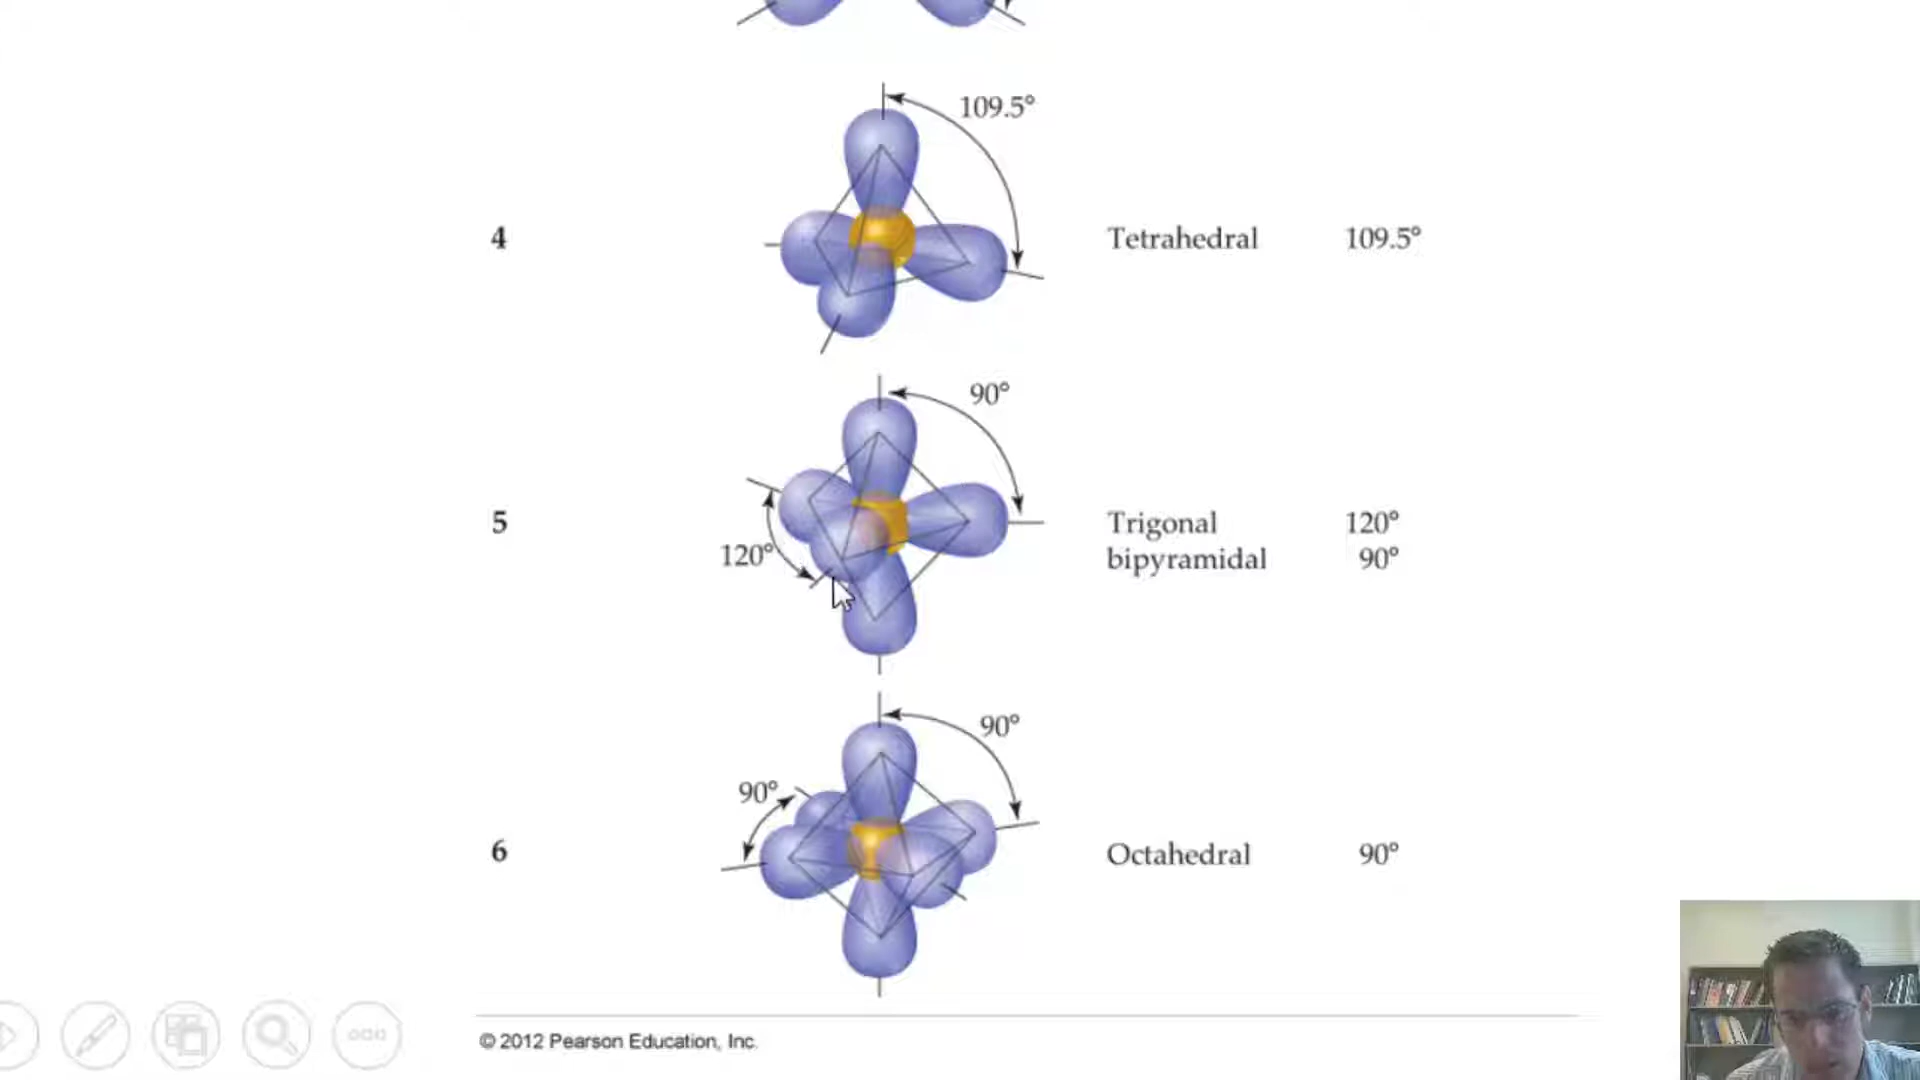 109.5°
4
Tetrahedral
109.5°
90°
120°
5
Trigonal
bipyramidal
120°
90°
90°
90°
6
Octahedral
90°
© 2012 Pearson Education, Inc.